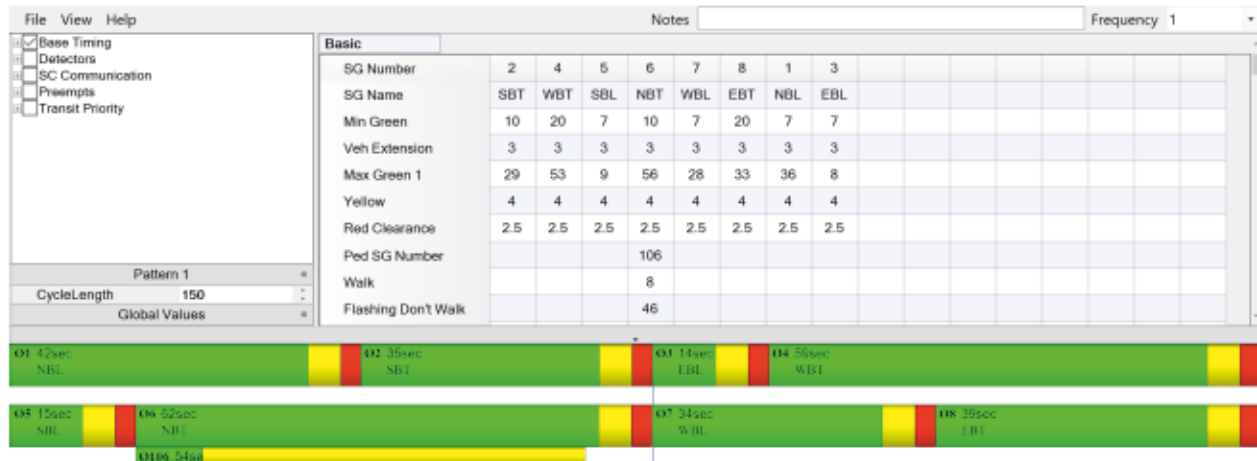 File View Help Notes Frequency 1
Base Timing
Detectors
SC Communication
Preempts
Transit Priority
Pattern 1
CycleLength 150
Global Values
Basic
SG Number 2 4 5 6 7 8 1 3
SG Name SBT WBT SBL NBT WBL EBT NBL EBL
Min Green 10 20 7 10 7 20 7 7
Veh Extension 3 3 3 3 3 3 3 3
Max Green 1 29 53 9 56 28 33 36 8
Yellow 4 4 4 4 4 4 4 4
Red Clearance 2.5 2.5 2.5 2.5 2.5 2.5 2.5 2.5
Ped SG Number 106
Walk 8
Flashing Don't Walk 46
O1 42sec O2 35sec O3 14sec O4 59sec
NBL SBT EBL WBT
O5 15sec O6 62sec O7 34sec O8 39sec
SBL NBT WBL EBT
O106 54se